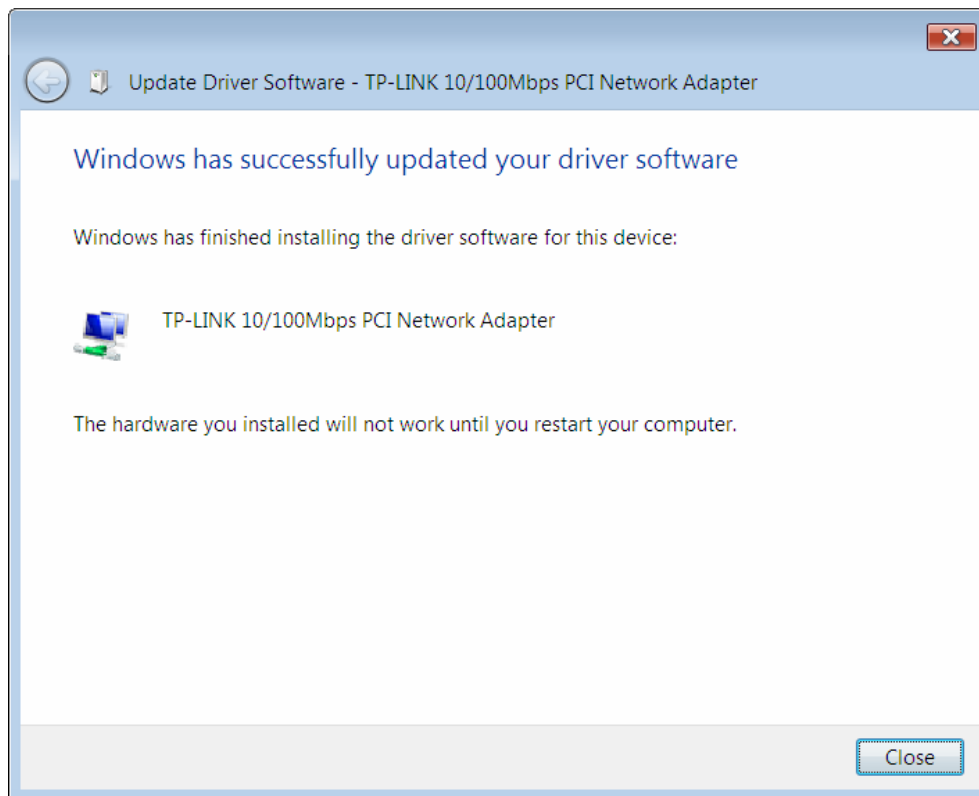 Update Driver Software - TP-LINK 10/100Mbps PCI Network Adapter
Windows has successfully updated your driver software
Windows has finished installing the driver software for this device:
TP-LINK 10/100Mbps PCI Network Adapter
The hardware you installed will not work until you restart your computer.
Close